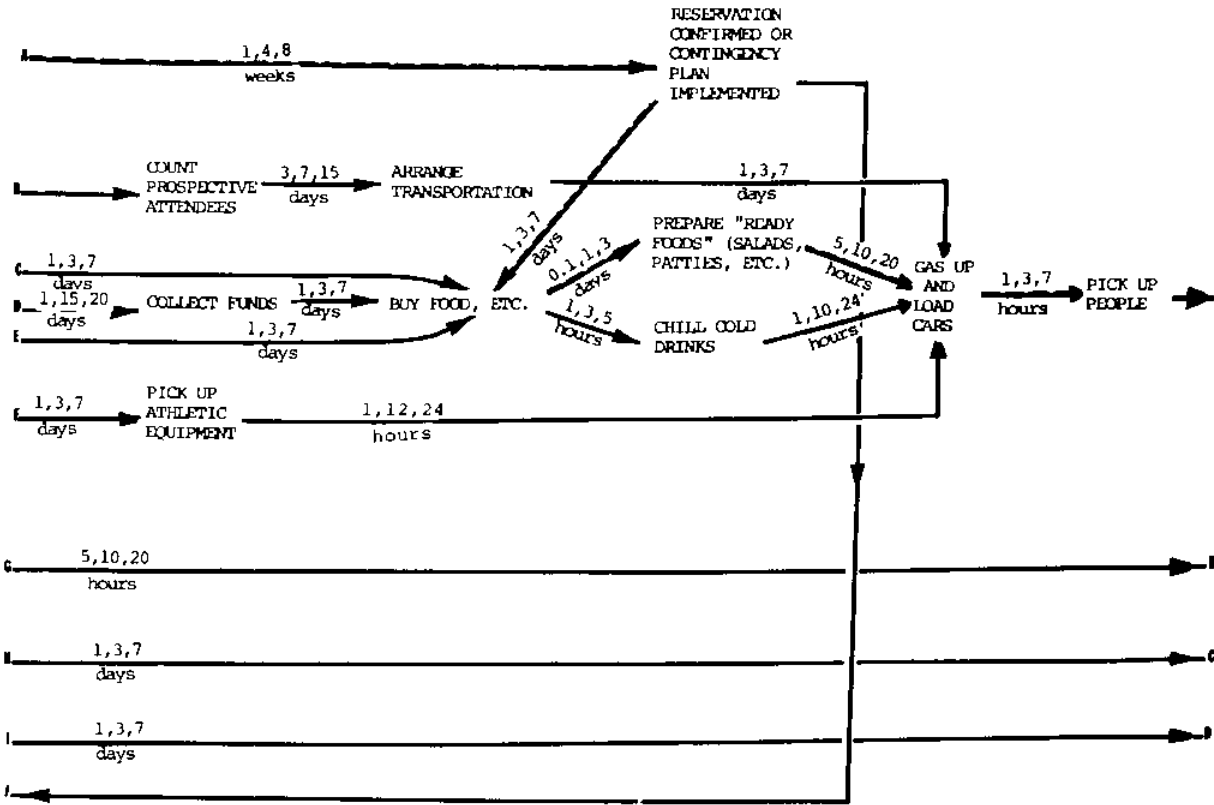 RESERVATION
CONFIRMED OR
CONTINGENCY
PLAN
IMPLEMENTED
A
1,4,8
weeks
COUNT
PROSPECTIVE
ATTENDEES
3,7,15
days
ARRANGE
TRANSPORTATION
1,3,7
days
1,3,7
days
PREPARE "READY
FOODS" (SALADS,
PATTIES, ETC.)
0.1,1,3
days
5,10,20
hours
GAS UP
AND
LOAD
CARS
1,3,7
hours
PICK UP
PEOPLE
C
1,3,7
days
D
1,15,20
days
COLLECT FUNDS
1,3,7
days
BUY FOOD, ETC.
E
1,3,7
days
1,3,5
hours
CHILL COLD
DRINKS
1,10,24
hours
1,3,7
days
PICK UP
ATHLETIC
EQUIPMENT
1,12,24
hours
G
5,10,20
hours
H
1,3,7
days
I
1,3,7
days